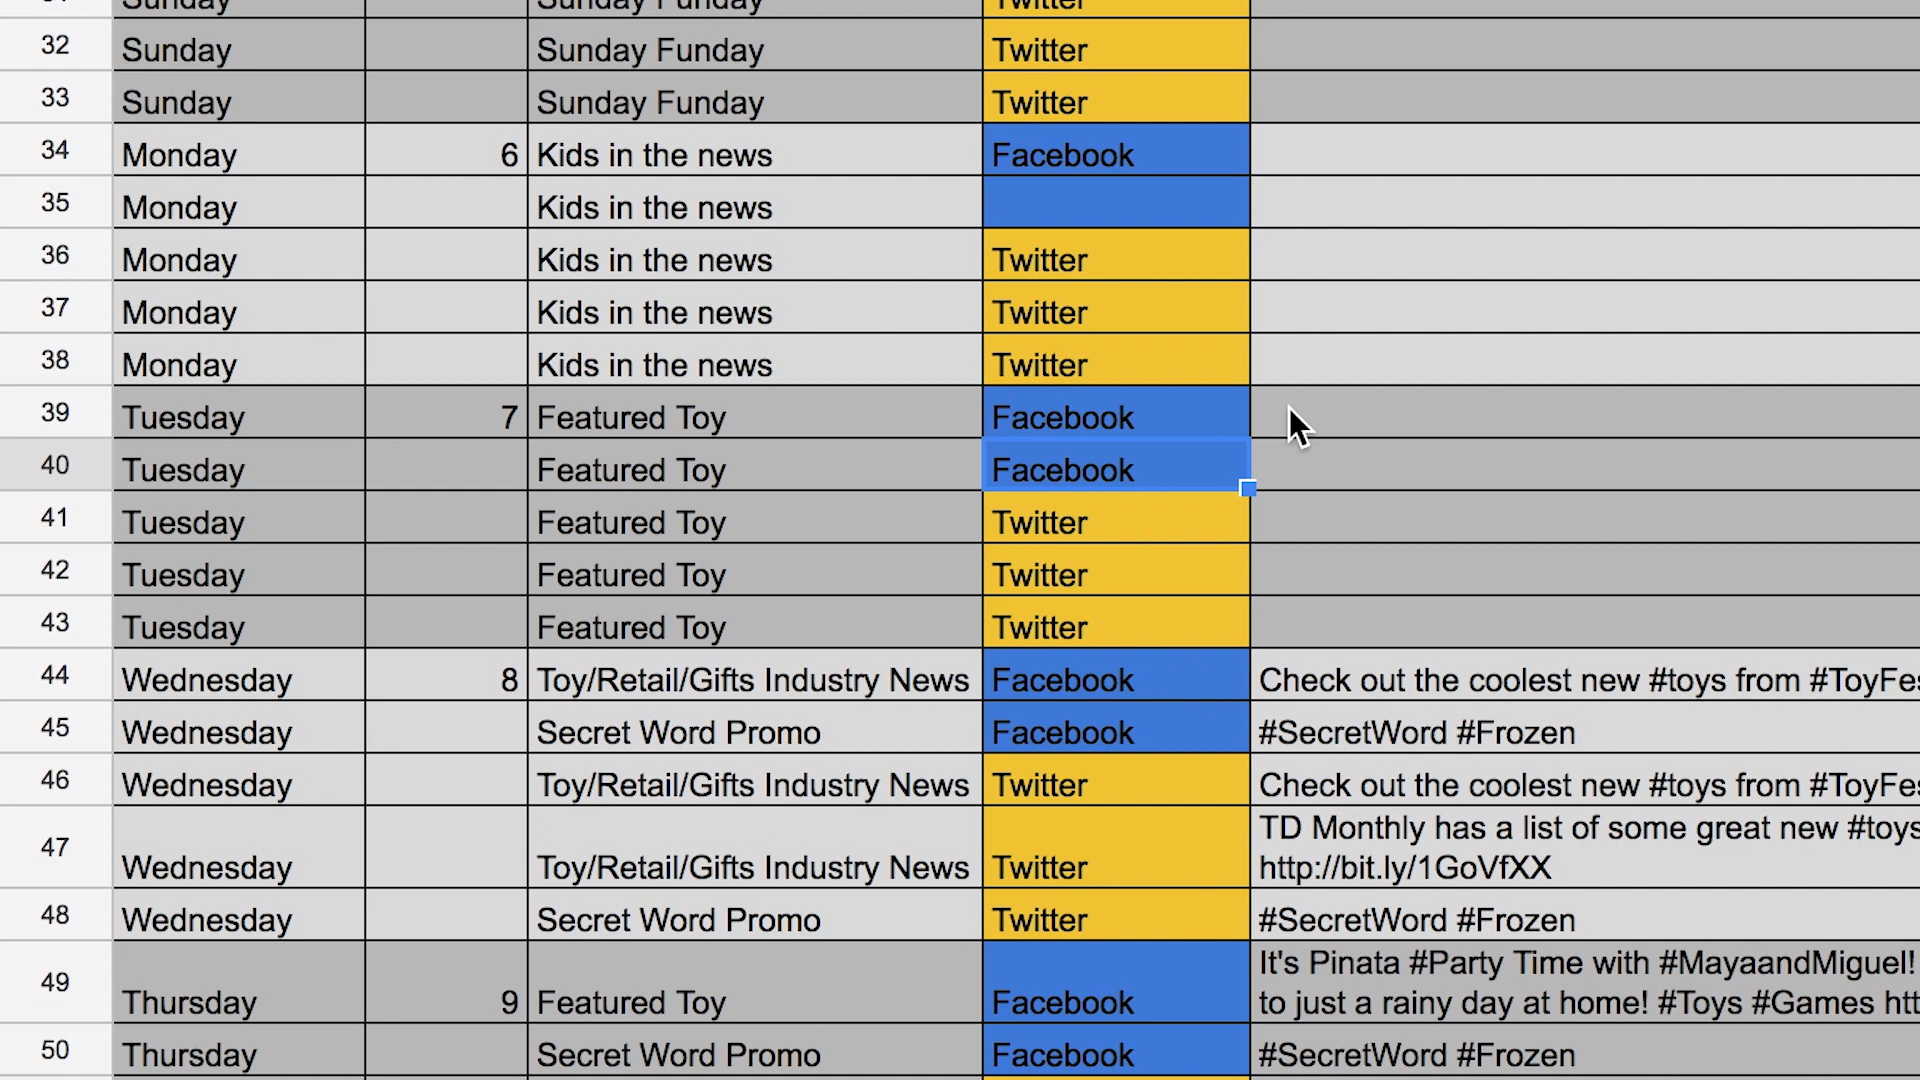 Sunday Sunday Funday Twitter
32 Sunday Sunday Funday Twitter
33 Sunday Sunday Funday Twitter
34 Monday 6 Kids in the news Facebook
35 Monday Kids in the news
36 Monday Kids in the news Twitter
37 Monday Kids in the news Twitter
38 Monday Kids in the news Twitter
39 Tuesday 7 Featured Toy Facebook
40 Tuesday Featured Toy Facebook
41 Tuesday Featured Toy Twitter
42 Tuesday Featured Toy Twitter
43 Tuesday Featured Toy Twitter
44 Wednesday 8 Toy/Retail/Gifts Industry News Facebook Check out the coolest new #toys from #ToyFes
45 Wednesday Secret Word Promo Facebook #SecretWord #Frozen
46 Wednesday Toy/Retail/Gifts Industry News Twitter Check out the coolest new #toys from #ToyFes
TD Monthly has a list of some great new #toys
47 Wednesday Toy/Retail/Gifts Industry News Twitter http://bit.ly/1GoVfXX
48 Wednesday Secret Word Promo Twitter #SecretWord #Frozen
It's Pinata #Party Time with #MayaandMiguel!
49 Thursday 9 Featured Toy Facebook to just a rainy day at home! #Toys #Games htt
50 Thursday Secret Word Promo Facebook #SecretWord #Frozen